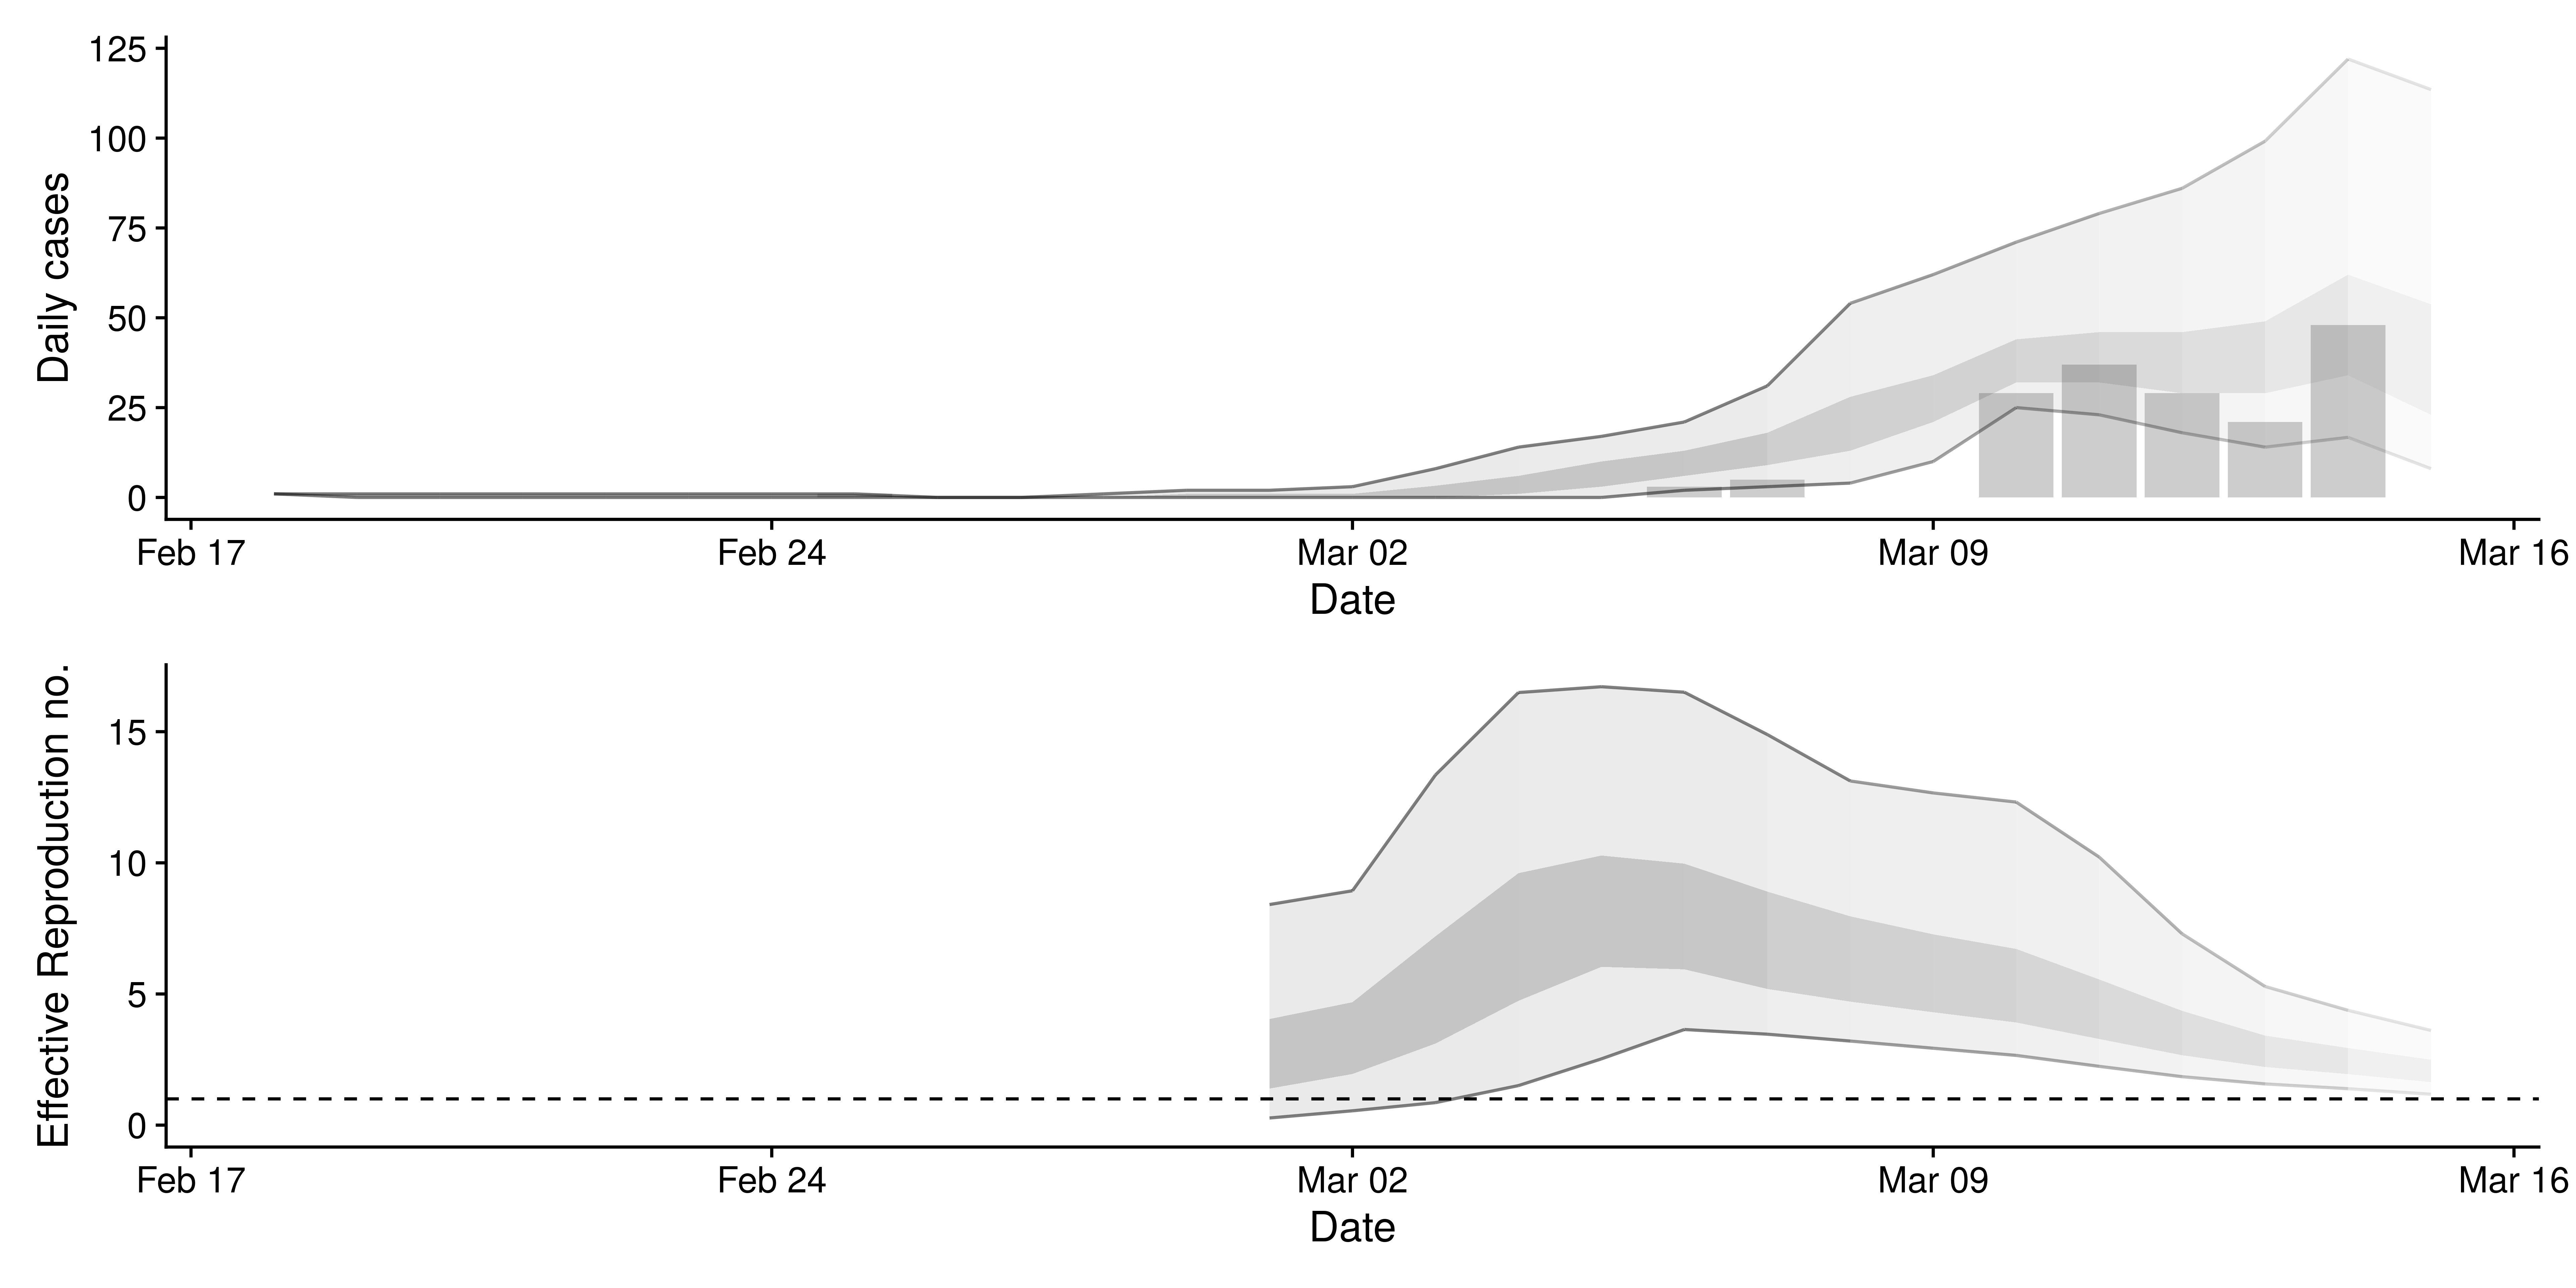 125
100
75
50
25
0
Daily cases
Feb 17
Feb 24
Mar 02
Mar 09
Mar 16
Date
15
10
5
0
Effective Reproduction no.
Feb 17
Feb 24
Mar 02
Mar 09
Mar 16
Date